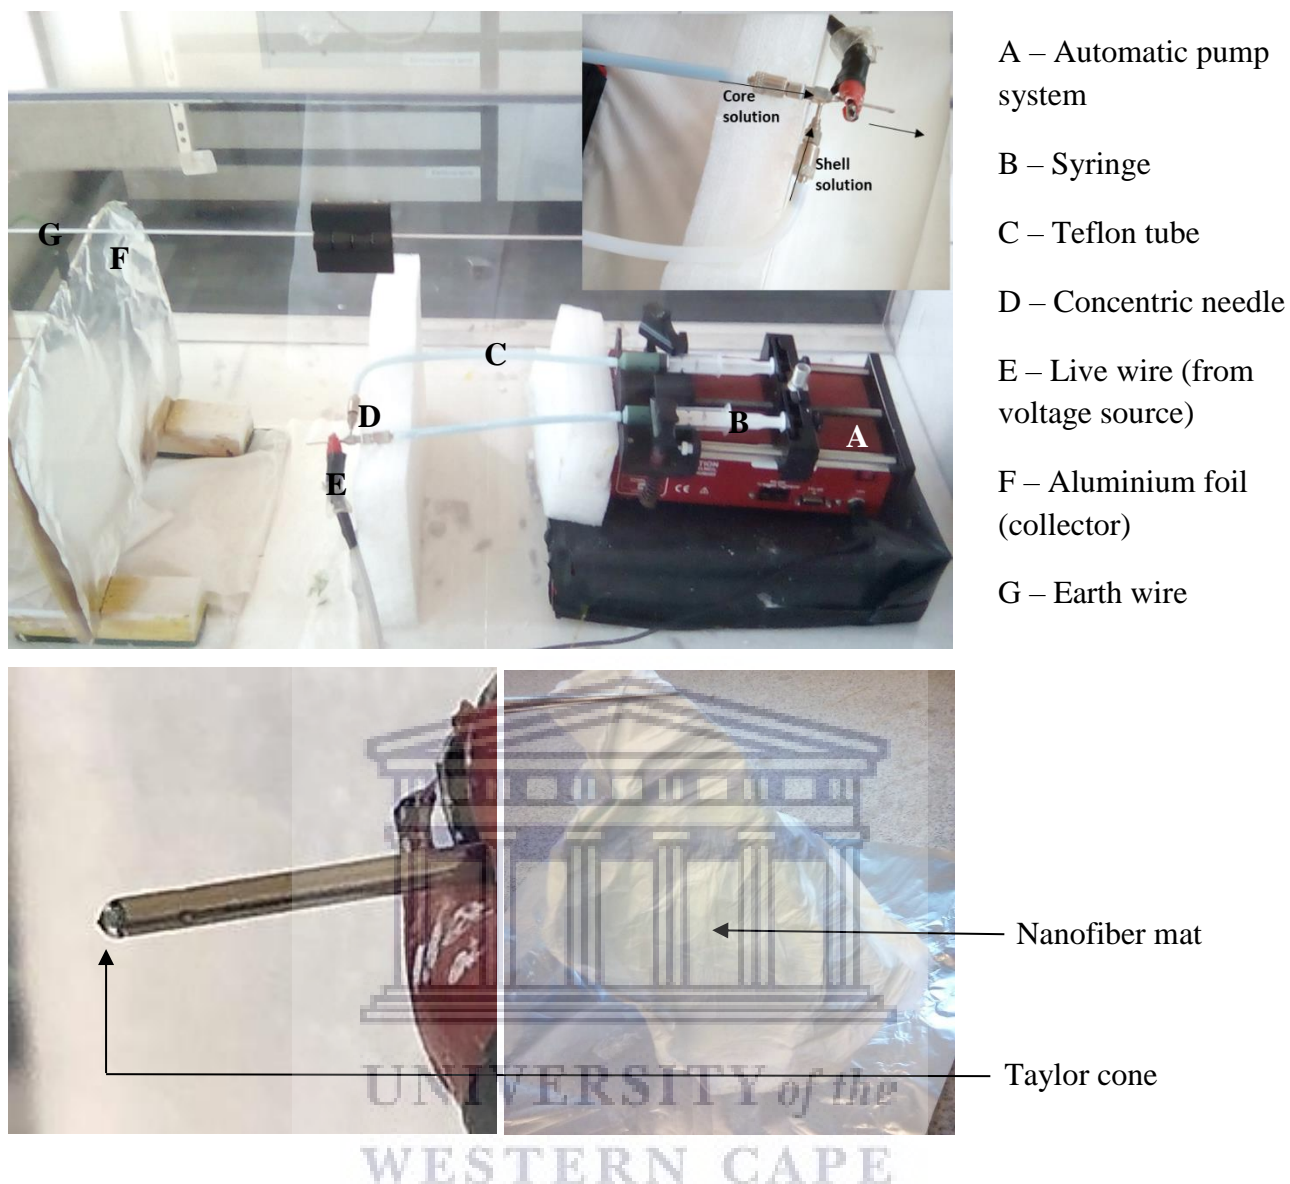 A – Automatic pump
system
B – Syringe
C – Teflon tube
D – Concentric needle
E – Live wire (from
voltage source)
F – Aluminium foil
(collector)
G – Earth wire
Core
solution
Shell
solution
G
F
C
D
B
A
E
CE
Nanofiber mat
Taylor cone
UNIVERSITY of the
WESTERN CAPE